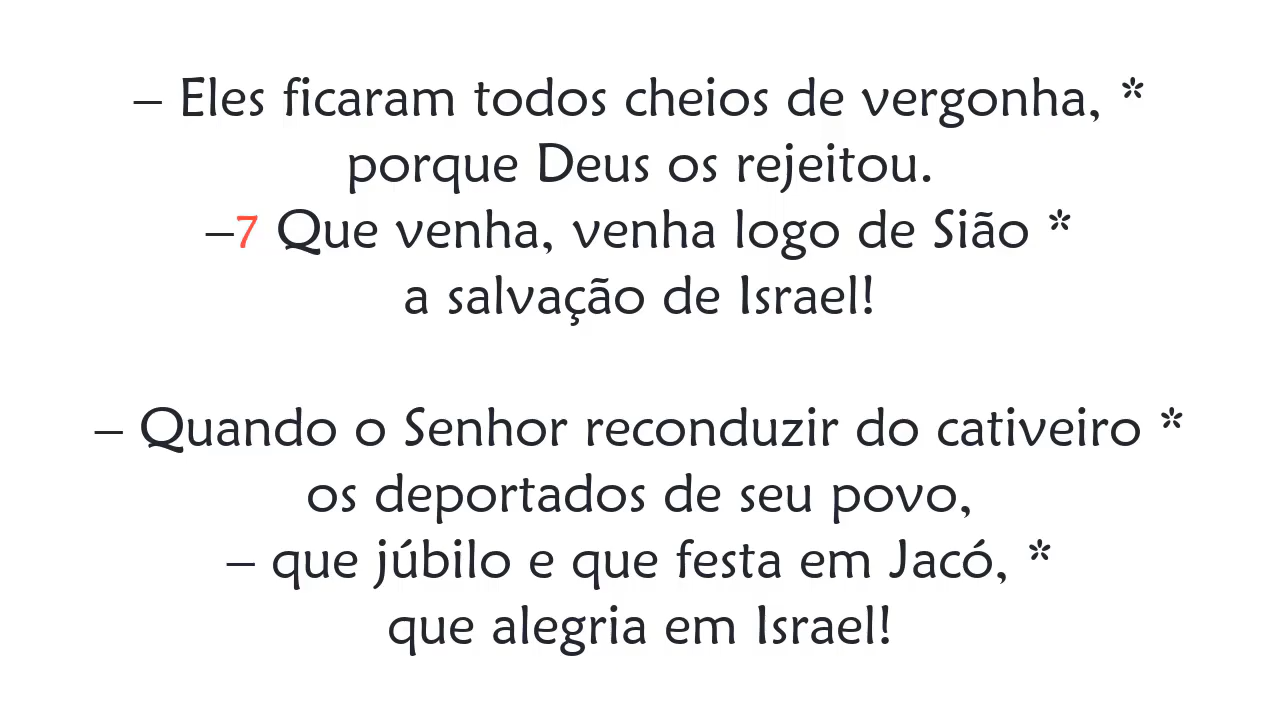 – Eles ficaram todos cheios de vergonha, *
porque Deus os rejeitou.
–7 Que venha, venha logo de Sião *
a salvação de Israel!
– Quando o Senhor reconduzir do cativeiro *
os deportados de seu povo,
– que júbilo e que festa em Jacó, *
que alegria em Israel!